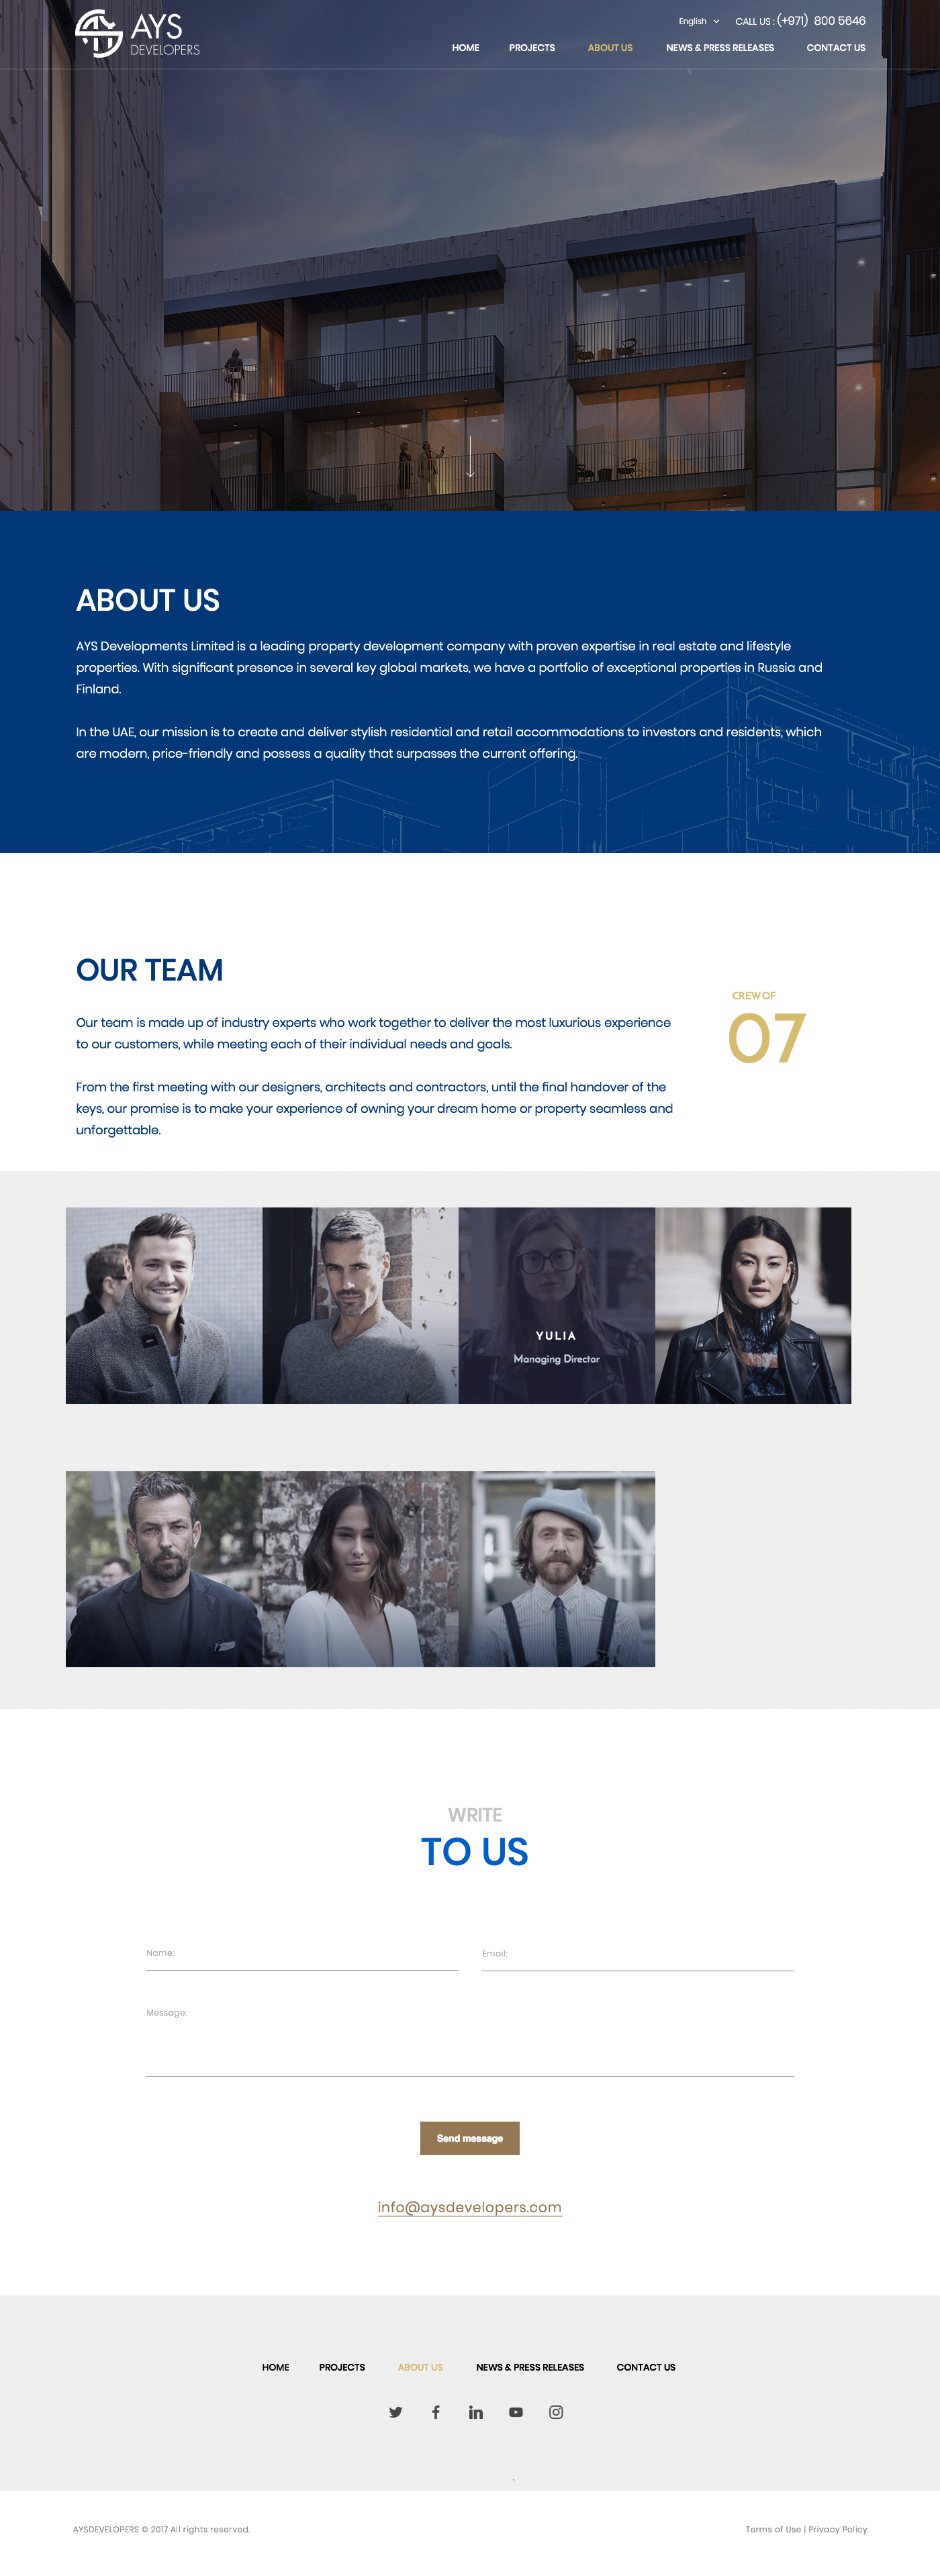 AYS
DEVELOPERS
English
CALL US : (+971) 800 5646
HOME PROJECTS ABOUT US NEWS & PRESS RELEASES CONTACT US
ABOUT US
AYS Developments Limited is a leading property development company with proven expertise in real estate and lifestyle
properties. With significant presence in several key global markets, we have a portfolio of exceptional properties in Russia and
Finland.
In the UAE, our mission is to create and deliver stylish residential and retail accommodations to investors and residents, which
are modern, price-friendly and possess a quality that surpasses the current offering.
OUR TEAM
Our team is made up of industry experts who work together to deliver the most luxurious experience
to our customers, while meeting each of their individual needs and goals.
From the first meeting with our designers, architects and contractors, until the final handover of the
keys, our promise is to make your experience of owning your dream home or property seamless and
unforgettable.
CREW OF
07
YULIA
Managing Director
WRITE
TO US
Name:
Email:
Message:
Send message
info@aysdevelopers.com
HOME PROJECTS ABOUT US NEWS & PRESS RELEASES CONTACT US
AYSDEVELOPERS © 2017 All rights reserved.
Terms of Use | Privacy Policy